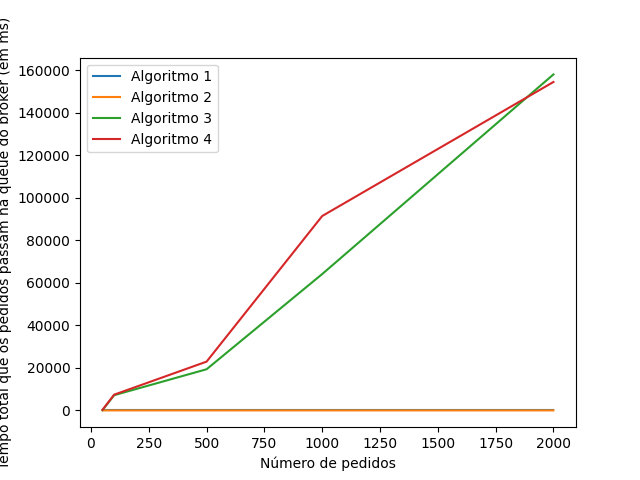 Tempo total que os pedidos passam na queue do broker (em ms)
160000
140000
120000
100000
80000
60000
40000
20000
0
Algoritmo 1
Algoritmo 2
Algoritmo 3
Algoritmo 4
0 250 500 750 1000 1250 1500 1750 2000
Número de pedidos